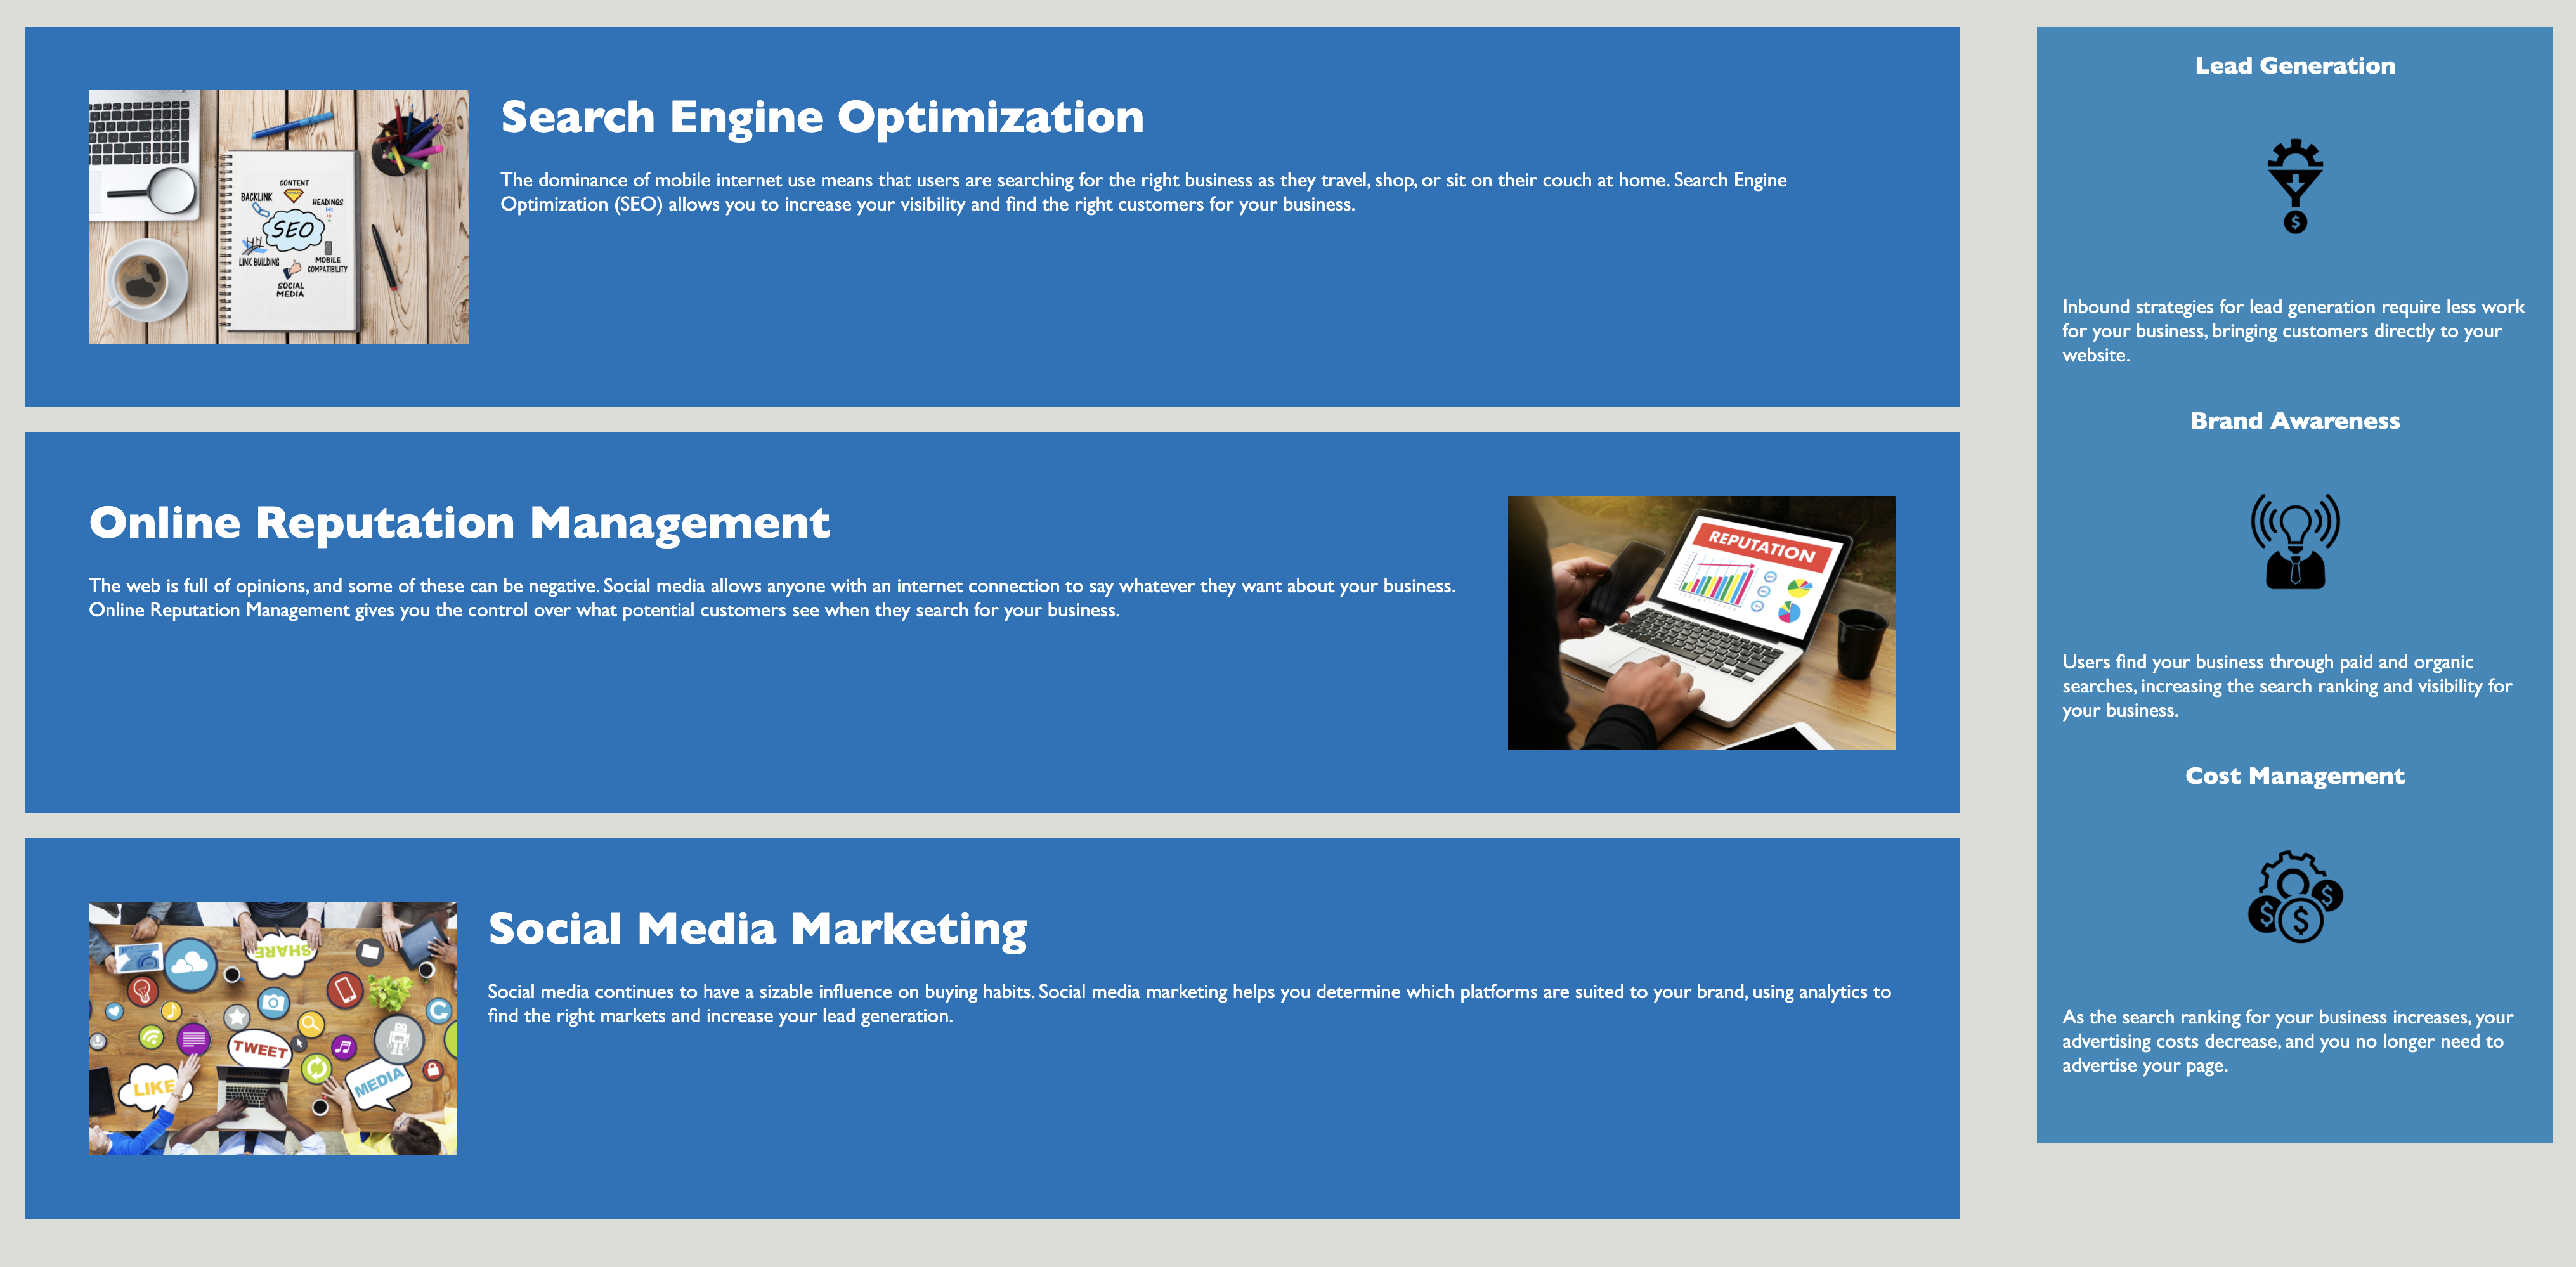 Search Engine Optimization
The dominance of mobile internet use means that users are searching for the right business as they travel, shop, or sit on their couch at home. Search Engine
Optimization (SEO) allows you to increase your visibility and find the right customers for your business.
CONTENT
BACKLINK
HEADINGS
H1
SEO
LINK BUILDING
MOBILE
COMPATIBILITY
SOCIAL
MEDIA
Online Reputation Management
The web is full of opinions, and some of these can be negative. Social media allows anyone with an internet connection to say whatever they want about your business.
Online Reputation Management gives you the control over what potential customers see when they search for your business.
REPUTATION
Social Media Marketing
Social media continues to have a sizable influence on buying habits. Social media marketing helps you determine which platforms are suited to your brand, using analytics to
find the right markets and increase your lead generation.
SHARE
TWEET
LIKE
MEDIA
Lead Generation
$
Inbound strategies for lead generation require less work
for your business, bringing customers directly to your
website.
Brand Awareness
Users find your business through paid and organic
searches, increasing the search ranking and visibility for
your business.
Cost Management
$ $ $
As the search ranking for your business increases, your
advertising costs decrease, and you no longer need to
advertise your page.